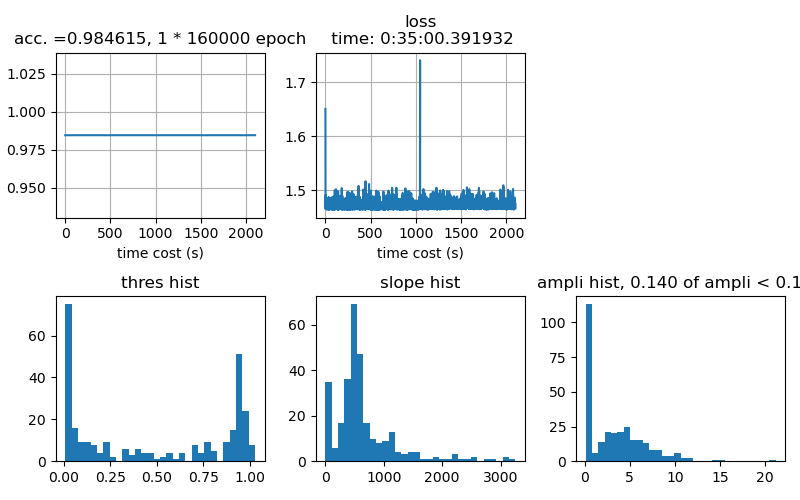 loss
acc. =0.984615, 1 * 160000 epoch
time: 0:35:00.391932
1.025
1.000
0.975
0.950
0 500 1000 1500 2000
time cost (s)
1.7
1.6
1.5
0 500 1000 1500 2000
time cost (s)
thres hist
60
40
20
0
0.00 0.25 0.50 0.75 1.00
slope hist
60
40
20
0
0 1000 2000 3000
ampli hist, 0.140 of ampli < 0.1
100
75
50
25
0
0 5 10 15 20